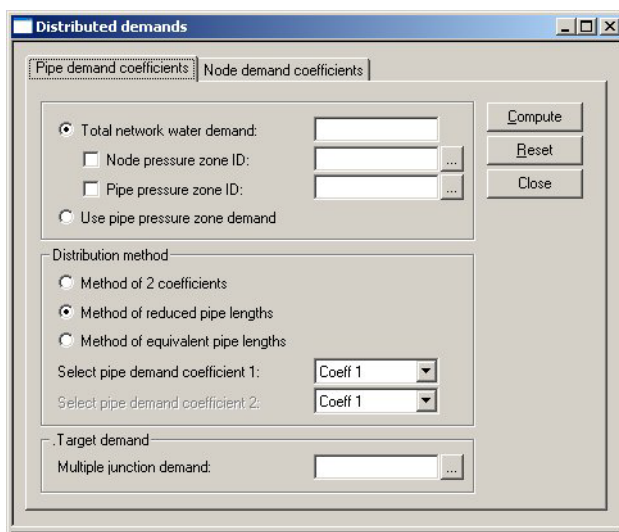 Distributed demands
Pipe demand coefficients Node demand coefficients
Total network water demand:
Node pressure zone ID: ...
Pipe pressure zone ID: ...
Use pipe pressure zone demand
Compute
Reset
Close
Distribution method
Method of 2 coefficients
Method of reduced pipe lengths
Method of equivalent pipe lengths
Select pipe demand coefficient 1: Coeff 1
Select pipe demand coefficient 2: Coeff 1
.Target demand
Multiple junction demand: ...